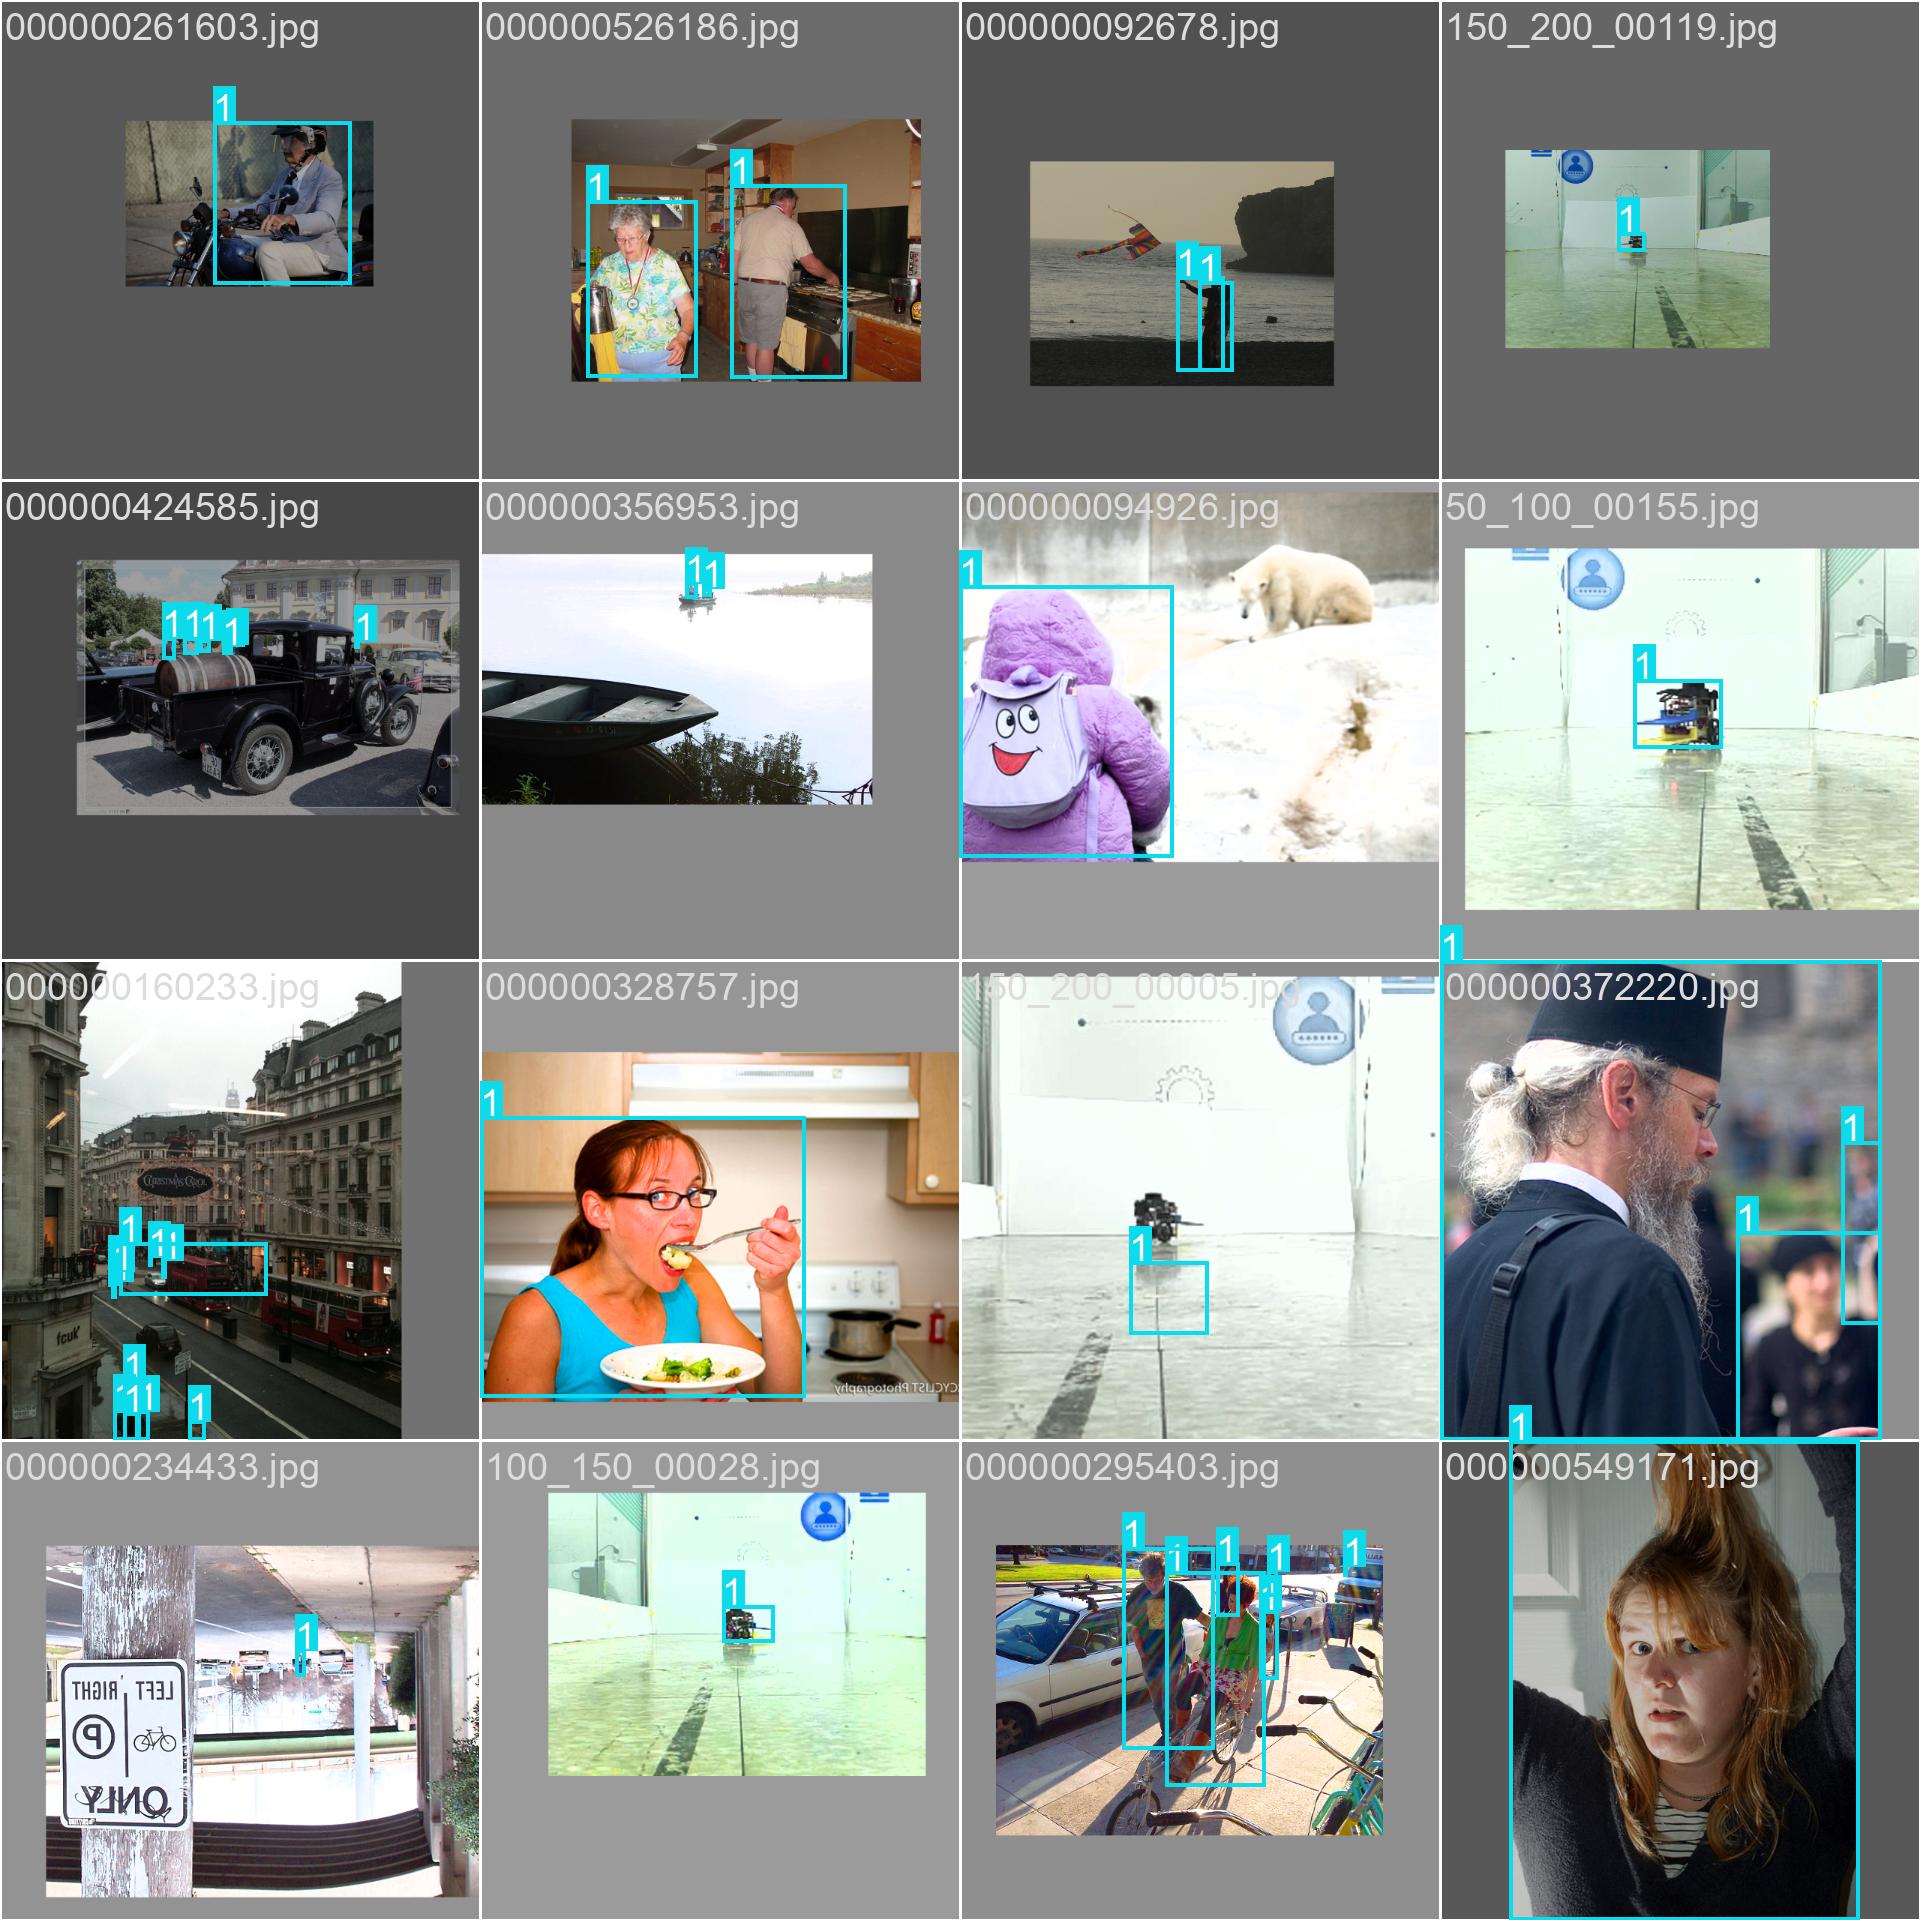 000000261603.jpg
000000526186.jpg
000000092678.jpg
150_200_00119.jpg
1
1
1
1
1
1
000000424585.jpg
000000356953.jpg
000000094926.jpg
50_100_00155.jpg
1
1
1
1
1
1
1
1
1
000000160233.jpg
000000328757.jpg
150_200_00005.jpg
000000372220.jpg
1
1
1
1
1
1
1
1
1
CHRISTMAS CAROL
fcuk
CYCLIST Photography
1
1
1
1
1
000000234433.jpg
100_150_00028.jpg
000000295403.jpg
000000549171.jpg
1
1
1
1
1
1
1
1
1
LEFT RIGHT
P
ONLY